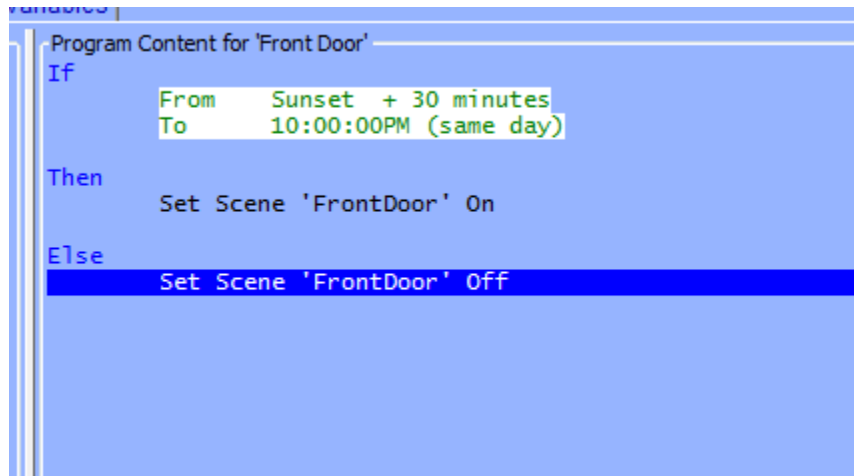 Program Content for 'Front Door'
If
From Sunset + 30 minutes
To 10:00:00PM (same day)
Then
Set Scene 'FrontDoor' On
Else
Set Scene 'FrontDoor' Off